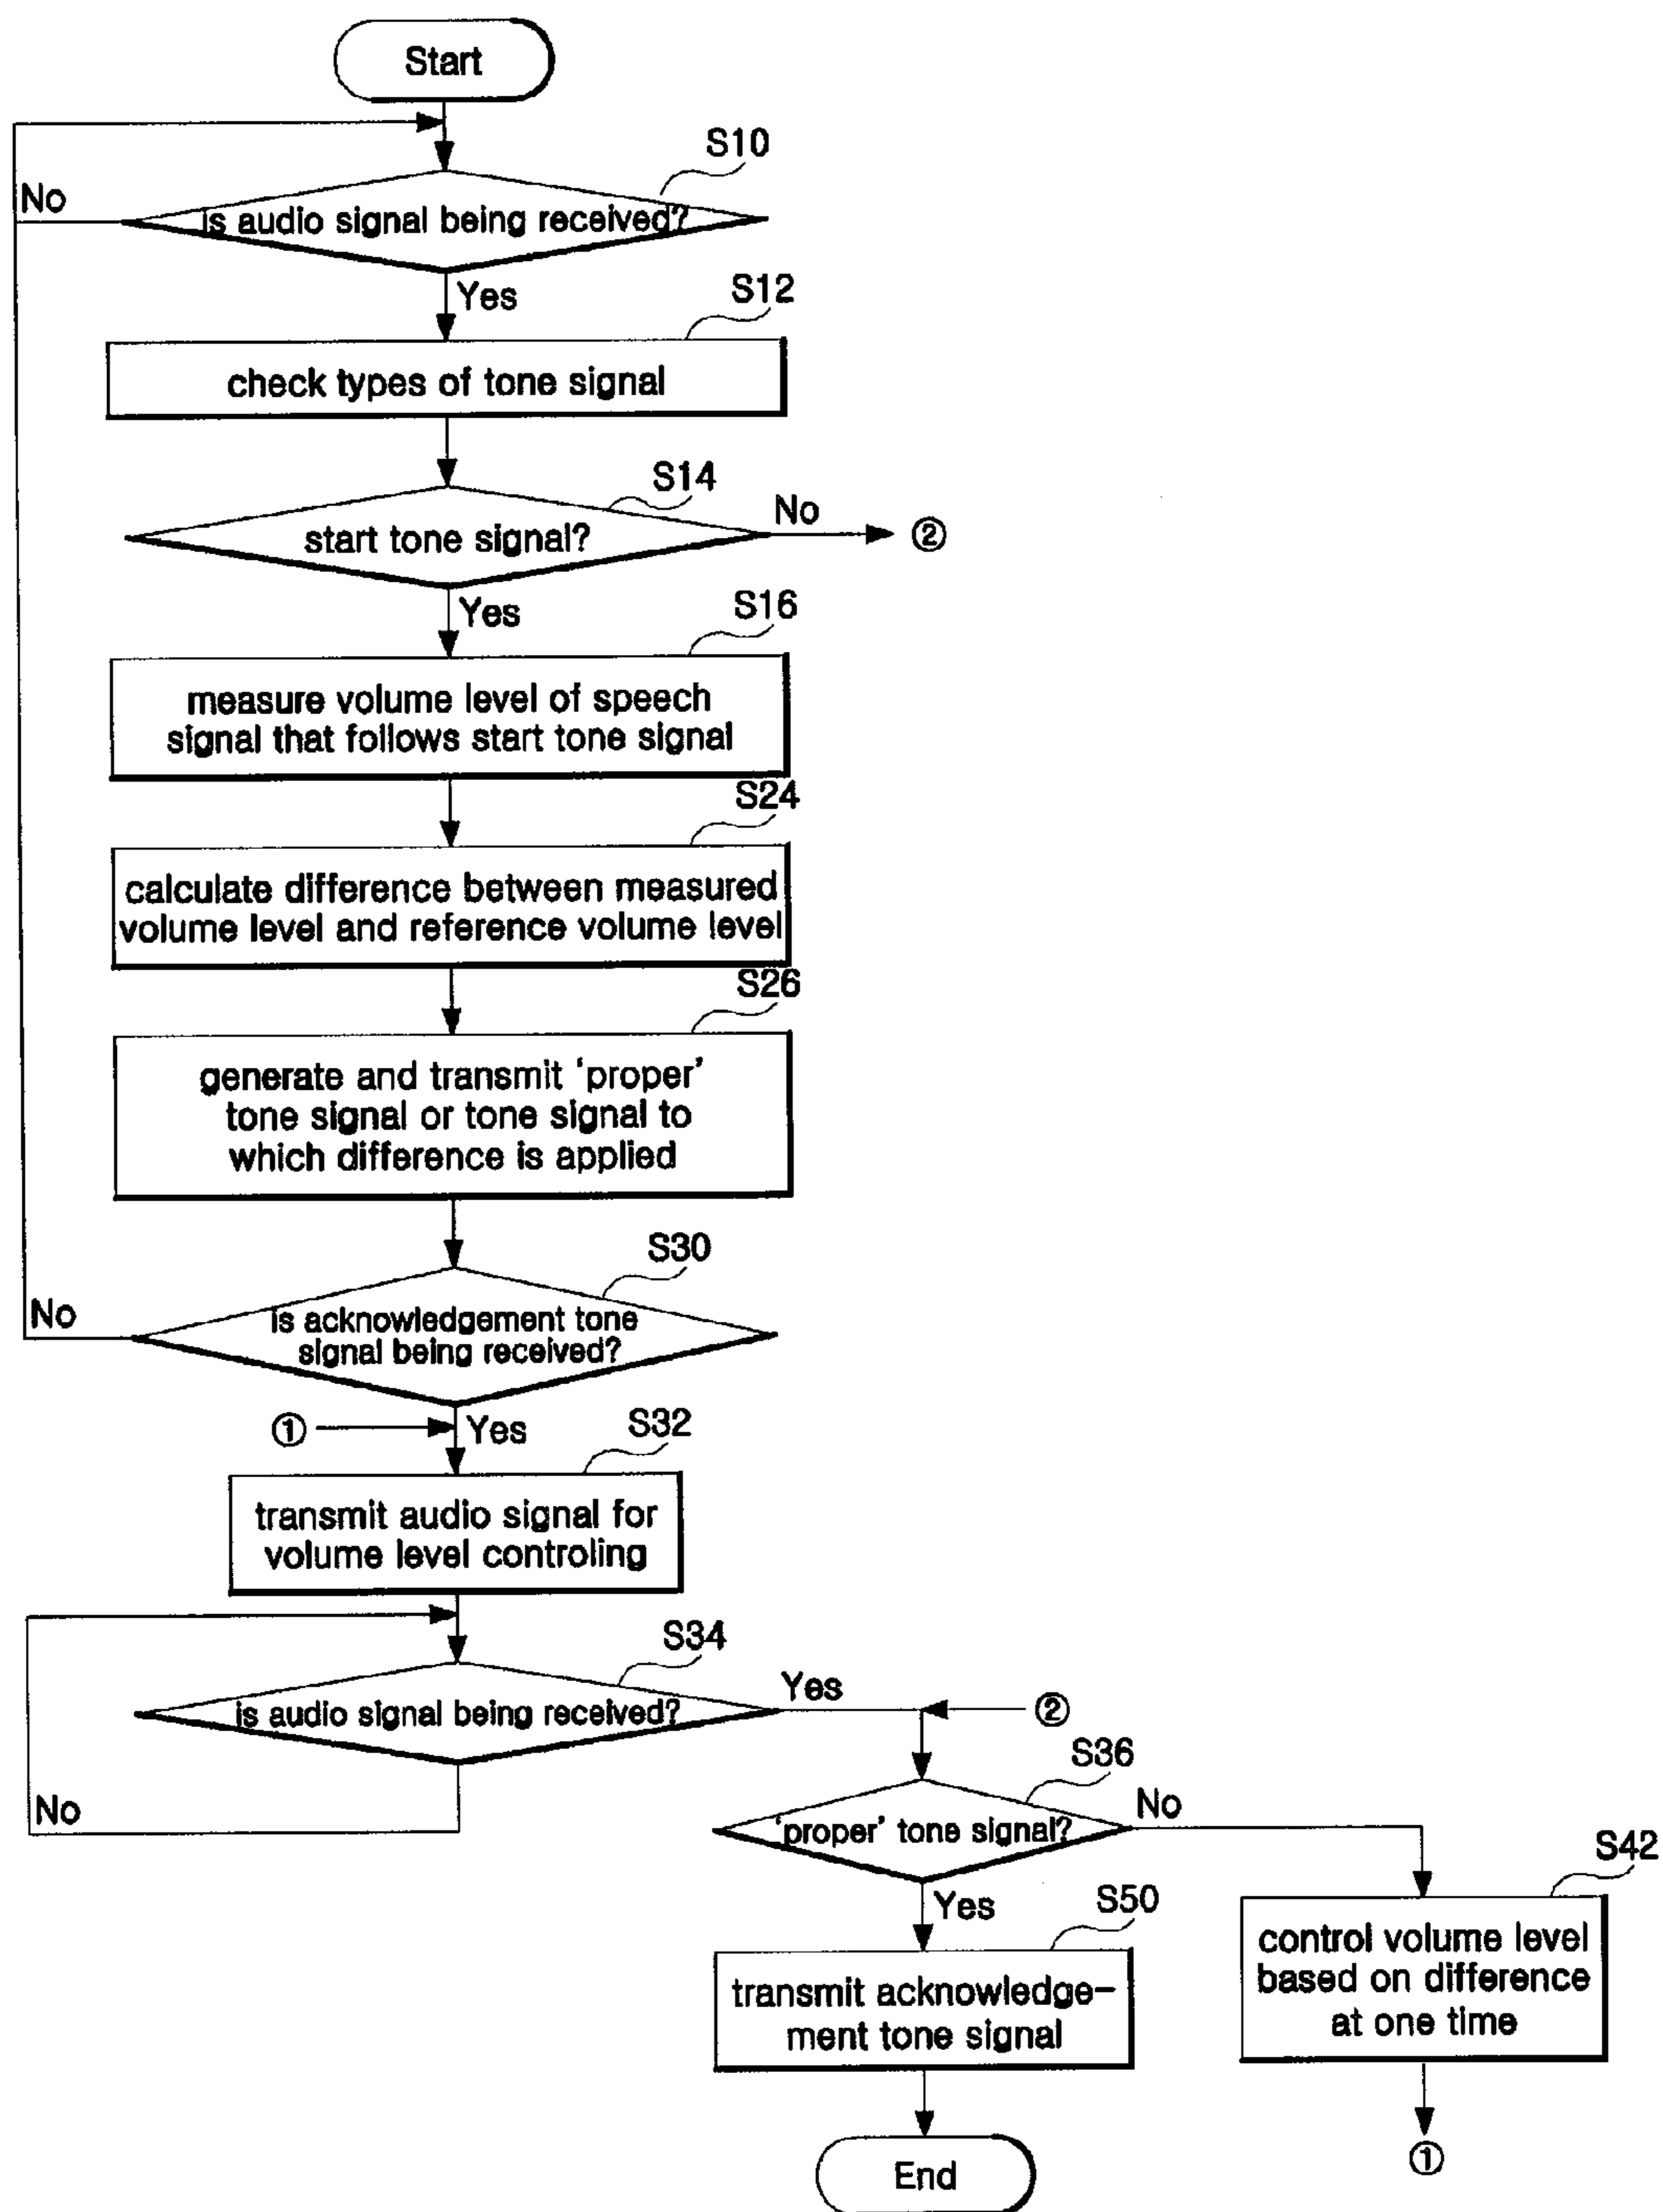 Start
S10
No
is audio signal being received?
Yes
S12
check types of tone signal
S14
start tone signal?
No
②
Yes
S16
measure volume level of speech
signal that follows start tone signal
S24
calculate difference between measured
volume level and reference volume level
S26
generate and transmit ‘proper’
tone signal or tone signal to
which difference is applied
S30
No
is acknowledgement tone
signal being received?
①
Yes
S32
transmit audio signal for
volume level controling
S34
is audio signal being received?
Yes
②
No
S36
‘proper’ tone signal?
No
S42
control volume level
based on difference
at one time
Yes
S50
transmit acknowledge–
ment tone signal
①
End